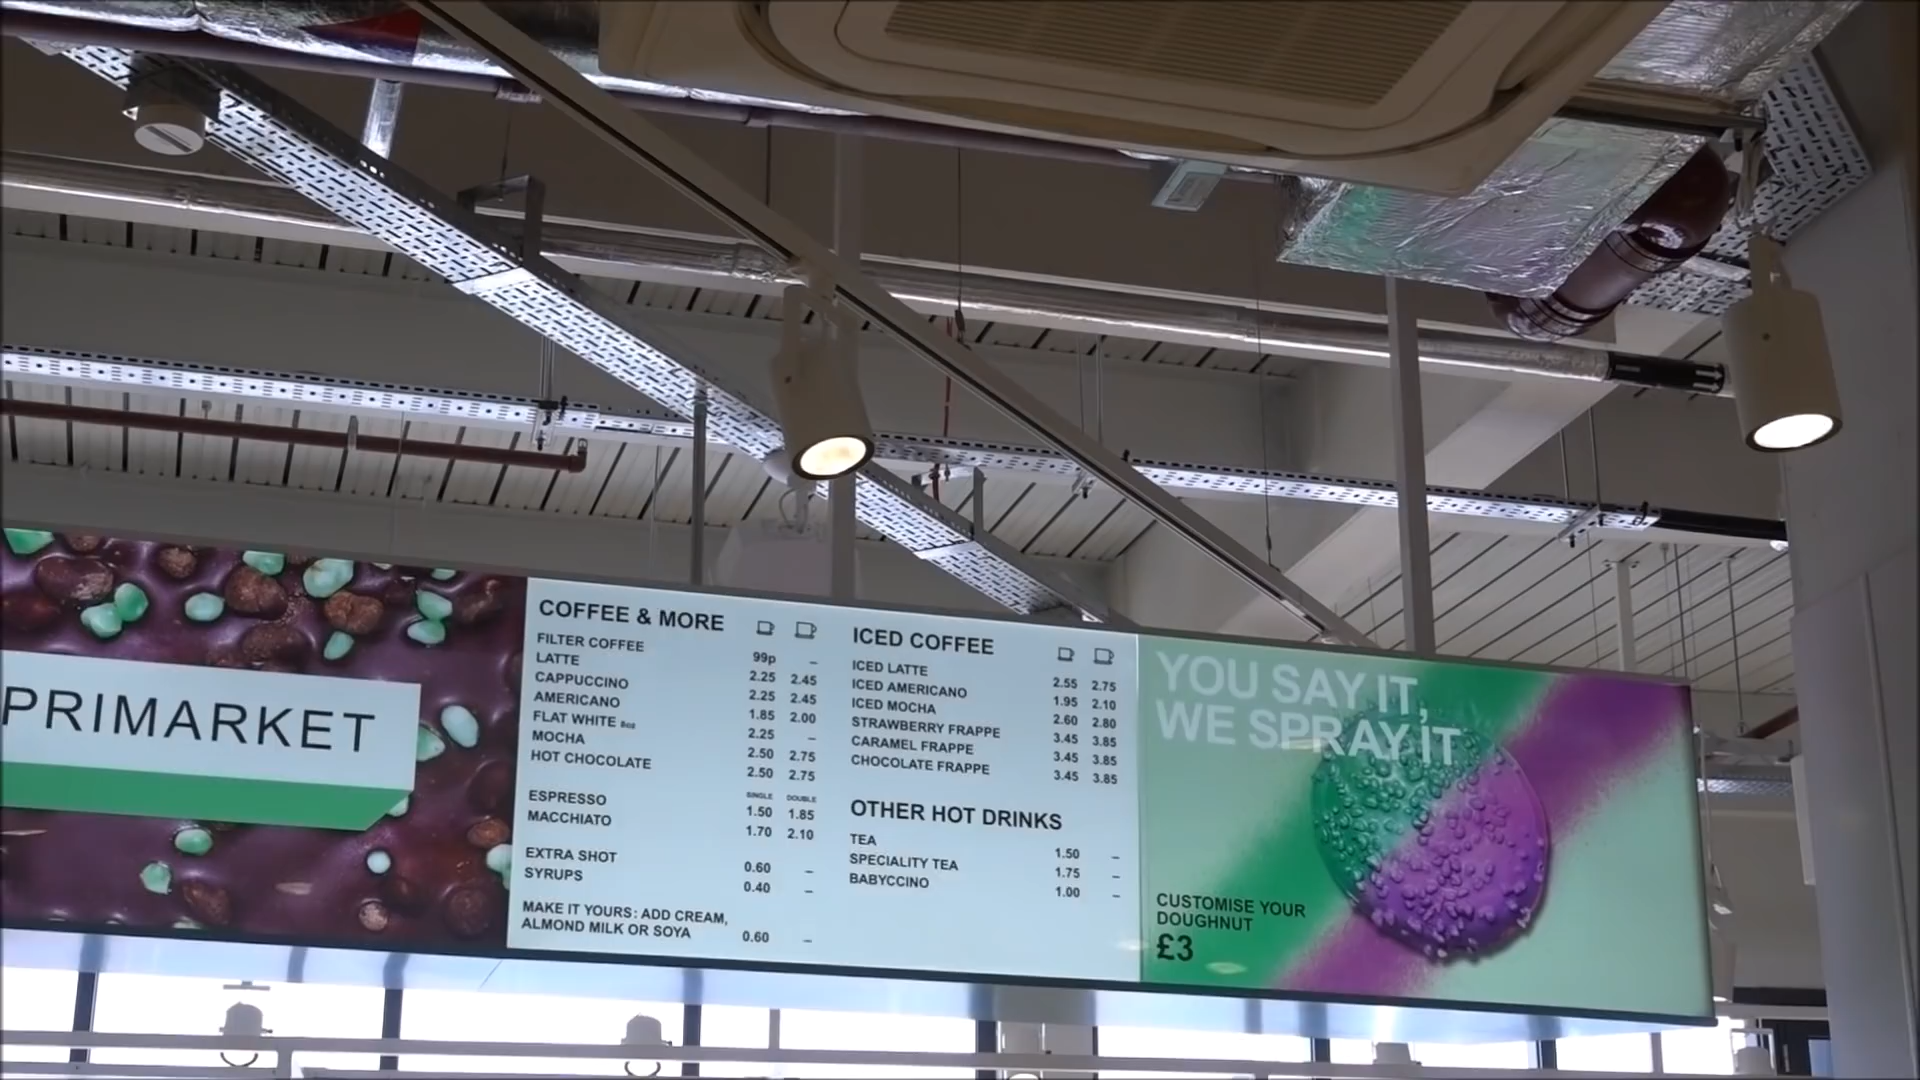 PRIMARKET
COFFEE & MORE
FILTER COFFEE 99p –
LATTE 2.25 2.45
CAPPUCCINO 2.25 2.45
AMERICANO 1.85 2.00
FLAT WHITE 8oz 2.25 –
MOCHA 2.50 2.75
HOT CHOCOLATE 2.50 2.75
SINGLE DOUBLE
ESPRESSO 1.50 1.85
MACCHIATO 1.70 2.10
EXTRA SHOT 0.60 –
SYRUPS 0.40 –
MAKE IT YOURS: ADD CREAM,
ALMOND MILK OR SOYA 0.60 –
ICED COFFEE
ICED LATTE 2.55 2.75
ICED AMERICANO 1.95 2.10
ICED MOCHA 2.60 2.80
STRAWBERRY FRAPPE 3.45 3.85
CARAMEL FRAPPE 3.45 3.85
CHOCOLATE FRAPPE 3.45 3.85
OTHER HOT DRINKS
TEA 1.50 –
SPECIALITY TEA 1.75 –
BABYCCINO 1.00 –
YOU SAY IT,
WE SPRAY IT
CUSTOMISE YOUR
DOUGHNUT
£3